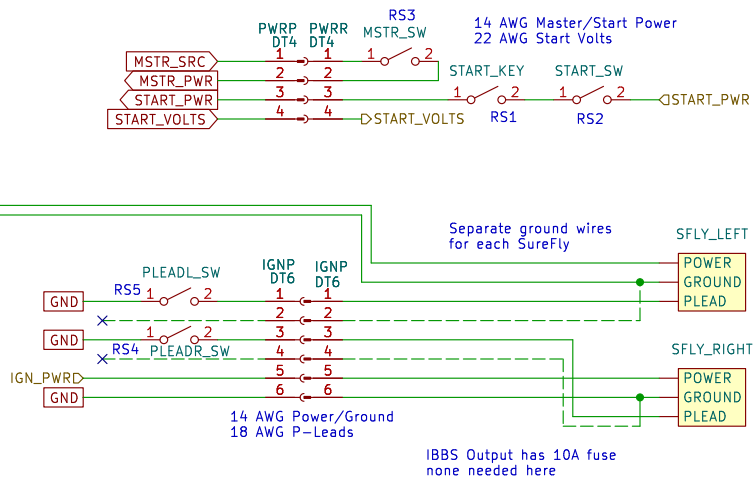 RS3
14 AWG Master/Start Power
22 AWG Start Volts
PWRP PWRR MSTR_SW
DT4 DT4
MSTR_SRC 1 1 1 2
MSTR_PWR 2 2
START_KEY START_SW
START_PWR 3 3 1 2 1 2 START_PWR
RS1 RS2
START_VOLTS 4 4 START_VOLTS
Separate ground wires
for each SureFly
SFLY_LEFT
POWER
GROUND
PLEAD
PLEADL_SW
IGNP IGNP
DT6 DT6
RS5
GND 1 2 1 1
2 2
GND 1 2 3 3
RS4 PLEADR_SW
4 4
IGN_PWR 5 5
GND 6 6
SFLY_RIGHT
POWER
GROUND
PLEAD
14 AWG Power/Ground
18 AWG P-Leads
IBBS Output has 10A fuse
none needed here